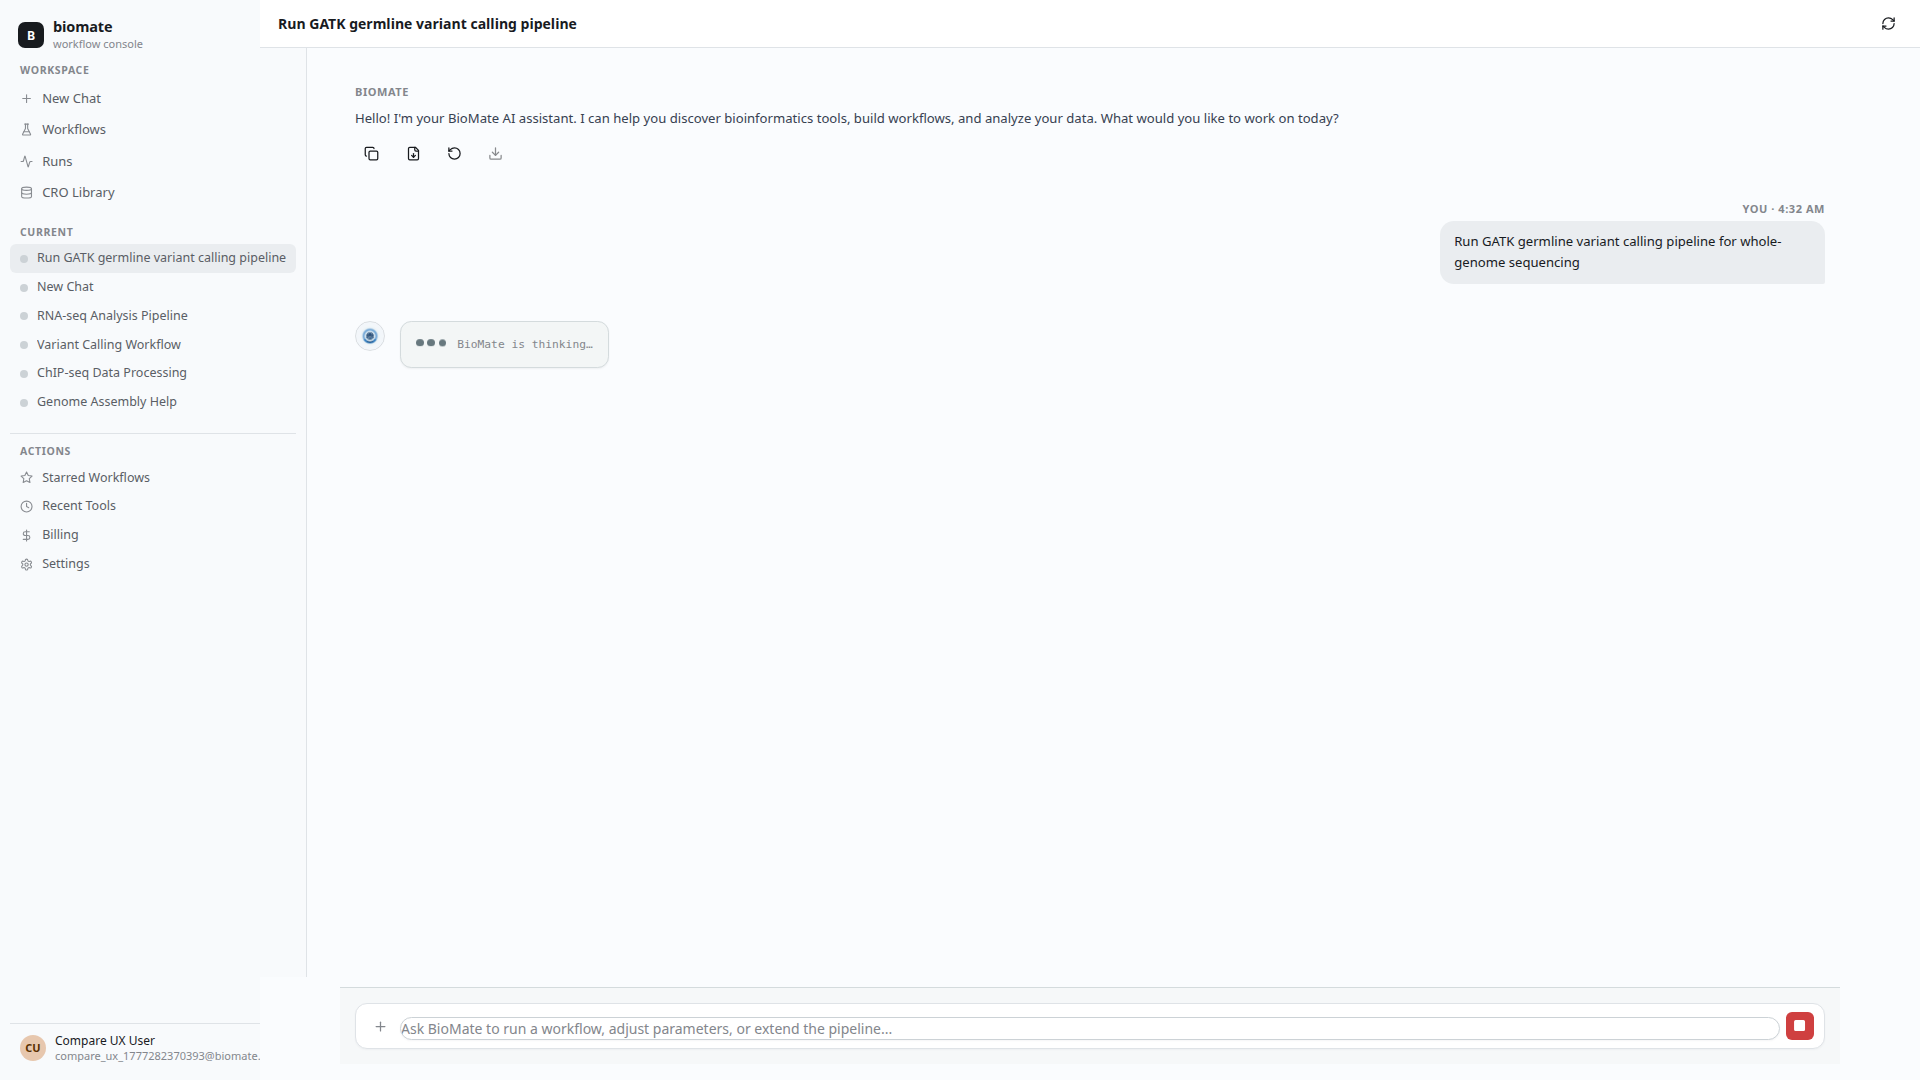 B
biomate
workflow console
WORKSPACE
New Chat
Workflows
Runs
CRO Library
CURRENT
Run GATK germline variant calling pipeline
New Chat
RNA-seq Analysis Pipeline
Variant Calling Workflow
ChIP-seq Data Processing
Genome Assembly Help
ACTIONS
Starred Workflows
Recent Tools
Billing
Settings
CU
Compare UX User
compare_ux_1777282370393@biomate.
Run GATK germline variant calling pipeline
BIOMATE
Hello! I'm your BioMate AI assistant. I can help you discover bioinformatics tools, build workflows, and analyze your data. What would you like to work on today?
YOU · 4:32 AM
Run GATK germline variant calling pipeline for whole-
genome sequencing
BioMate is thinking…
Ask BioMate to run a workflow, adjust parameters, or extend the pipeline...